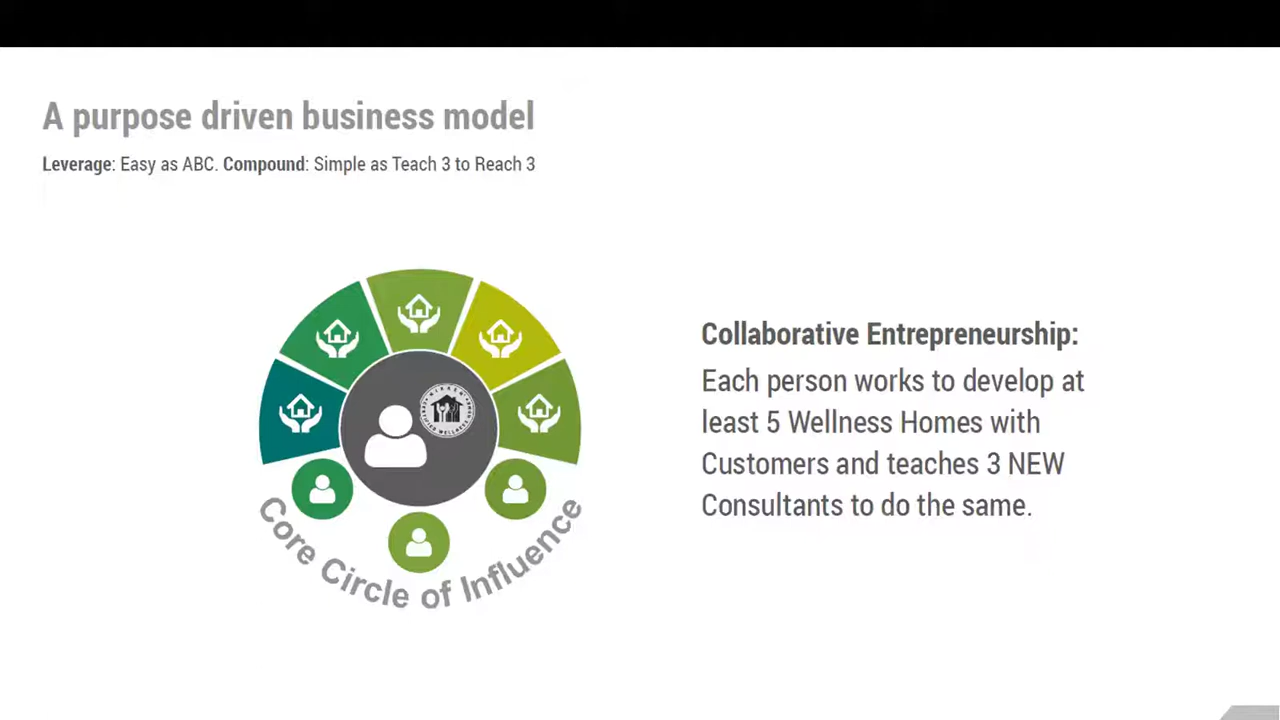 A purpose driven business model
Leverage: Easy as ABC. Compound: Simple as Teach 3 to Reach 3
Collaborative Entrepreneurship:
Each person works to develop at
least 5 Wellness Homes with
Customers and teaches 3 NEW
Consultants to do the same.
Core Circle of Influence